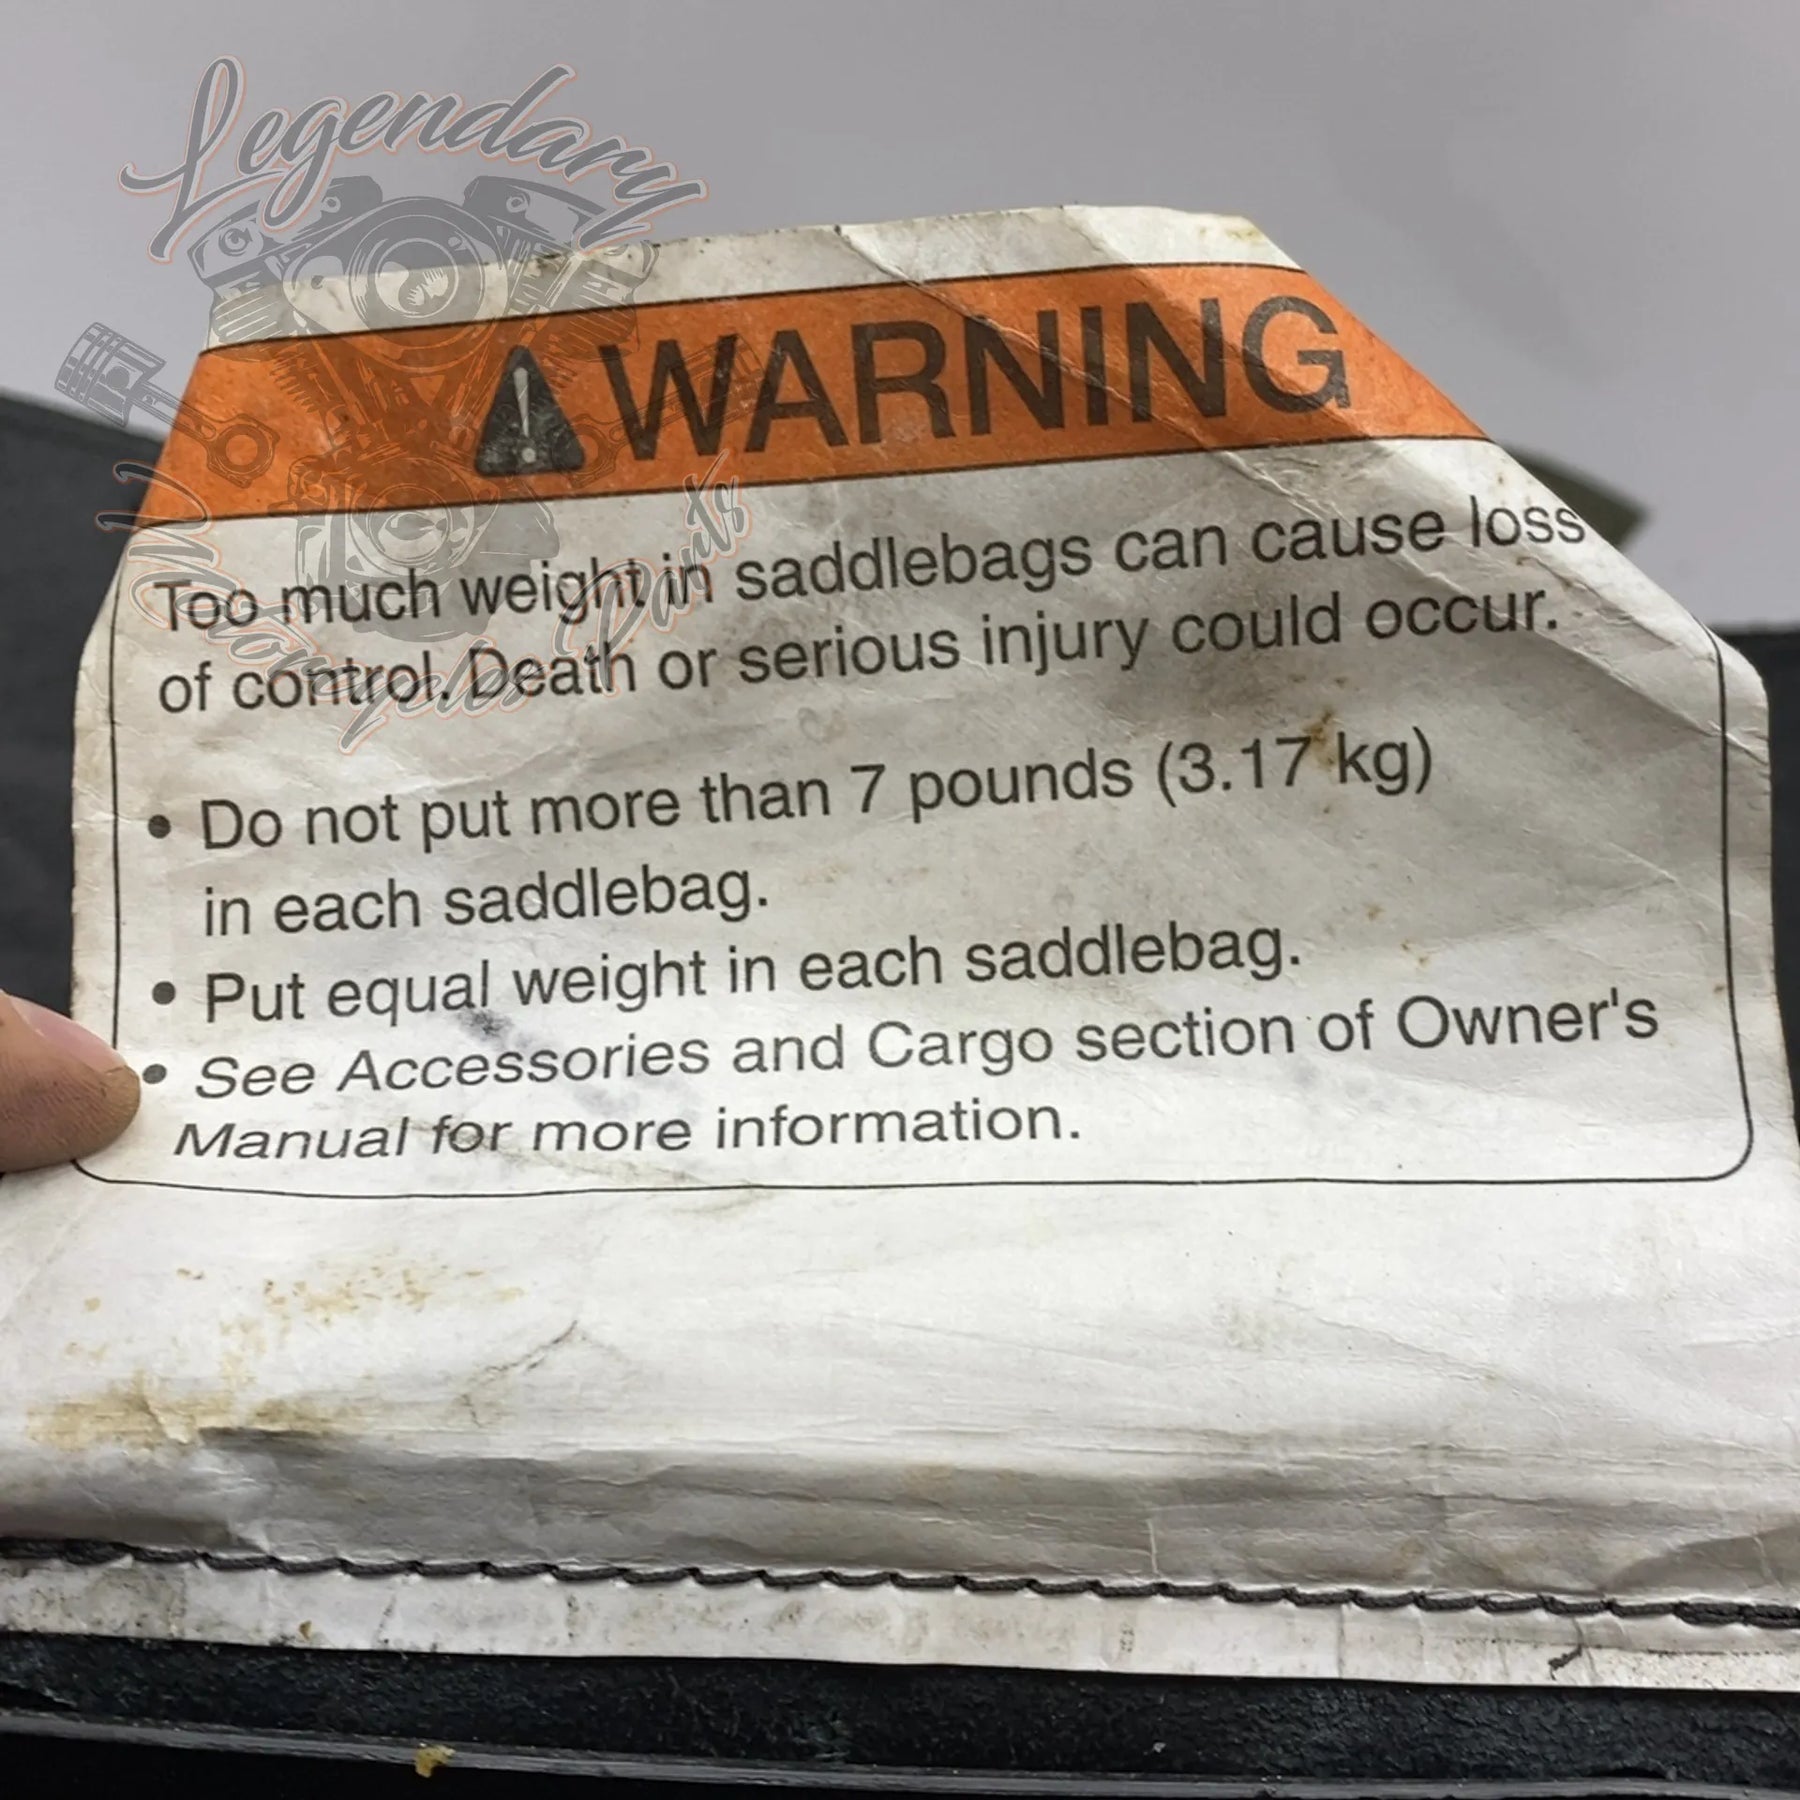 Legendary
Motorcycles Parts
WARNING
Too much weight in saddlebags can cause loss
of control. Death or serious injury could occur.
• Do not put more than 7 pounds (3.17 kg)
in each saddlebag.
• Put equal weight in each saddlebag.
• See Accessories and Cargo section of Owner's
Manual for more information.